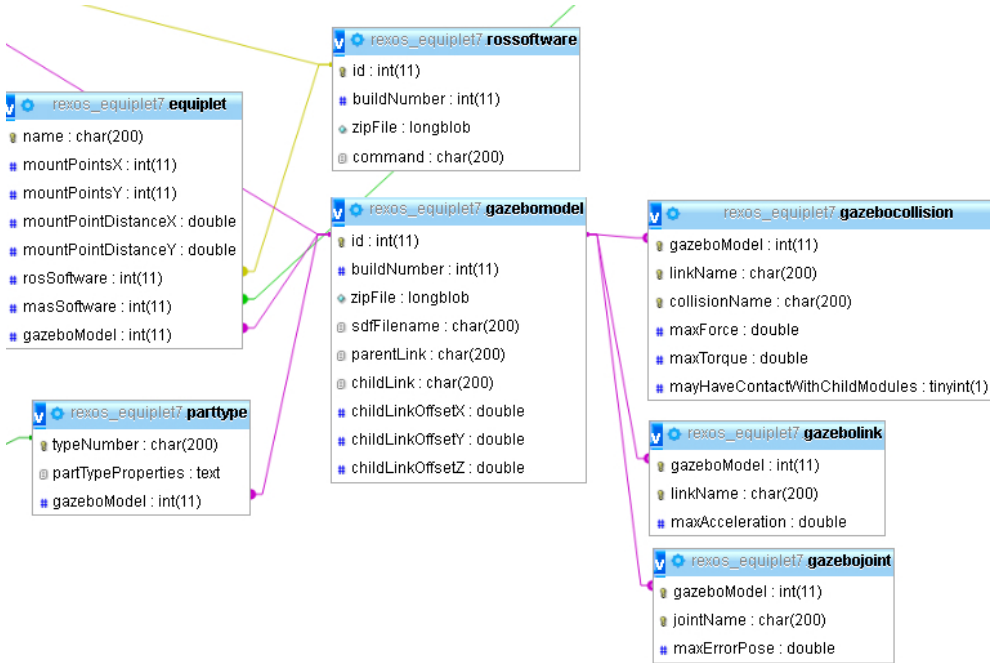 rexos_equiplet7 rossoftware
id : int(11)
buildNumber : int(11)
zipFile : longblob
command : char(200)
v rexos_equiplet7 equiplet
name : char(200)
# mountPointsX : int(11)
# mountPointsY : int(11)
# mountPointDistanceX : double
# mountPointDistanceY : double
# rosSoftware : int(11)
# masSoftware : int(11)
# gazeboModel : int(11)
v rexos_equiplet7 gazebomodel
id : int(11)
# buildNumber : int(11)
zipFile : longblob
sdfFilename : char(200)
parentLink : char(200)
childLink : char(200)
# childLinkOffsetX : double
# childLinkOffsetY : double
# childLinkOffsetZ : double
v rexos_equiplet7 gazebocollision
gazeboModel : int(11)
linkName : char(200)
collisionName : char(200)
# maxForce : double
# maxTorque : double
# mayHaveContactWithChildModules : tinyint(1)
v rexos_equiplet7 parttype
typeNumber : char(200)
partTypeProperties : text
# gazeboModel : int(11)
v rexos_equiplet7 gazebolink
gazeboModel : int(11)
linkName : char(200)
# maxAcceleration : double
v rexos_equiplet7 gazebojoint
gazeboModel : int(11)
jointName : char(200)
# maxErrorPose : double